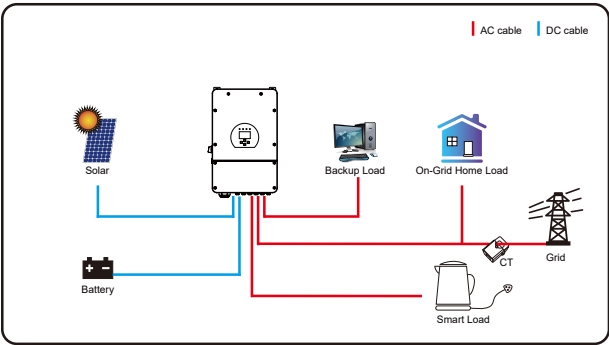 AC cable
DC cable
Solar
Backup Load
On-Grid Home Load
Battery
CT
Grid
Smart Load